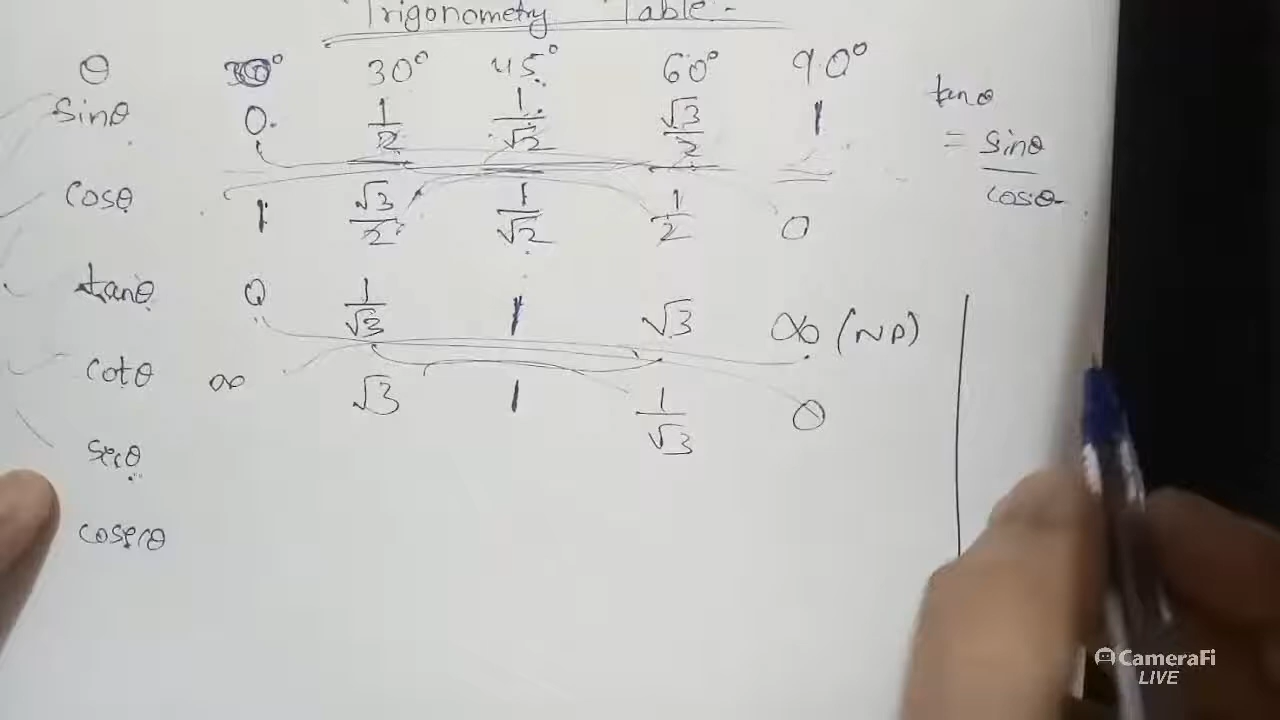 Trigonometry Table:-
θ 0° 30° 45° 60° 90°
sinθ 0 1/2 1/√2 √3/2 1
cosθ 1 √3/2 1/√2 1/2 0
tanθ 0 1/√3 1 √3 ∞ (ND)
cotθ ∞ √3 1 1/√3 0
secθ
cosecθ
tanθ
= sinθ
cosθ
CameraFi
LIVE